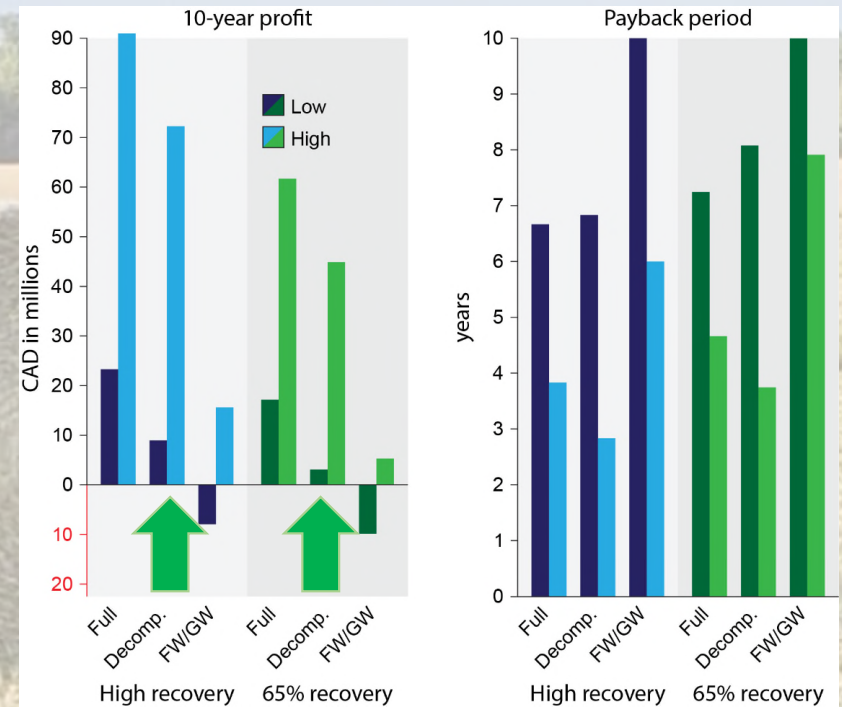 10-year profit
CAD in millions
90
80
70
60
50
40
30
20
10
0
10
20
Low
High
Full
Decomp.
FW/GW
Full
Decomp.
FW/GW
High recovery
65% recovery
Payback period
years
10
9
8
7
6
5
4
3
2
1
0
Full
Decomp.
FW/GW
Full
Decomp.
FW/GW
High recovery
65% recovery